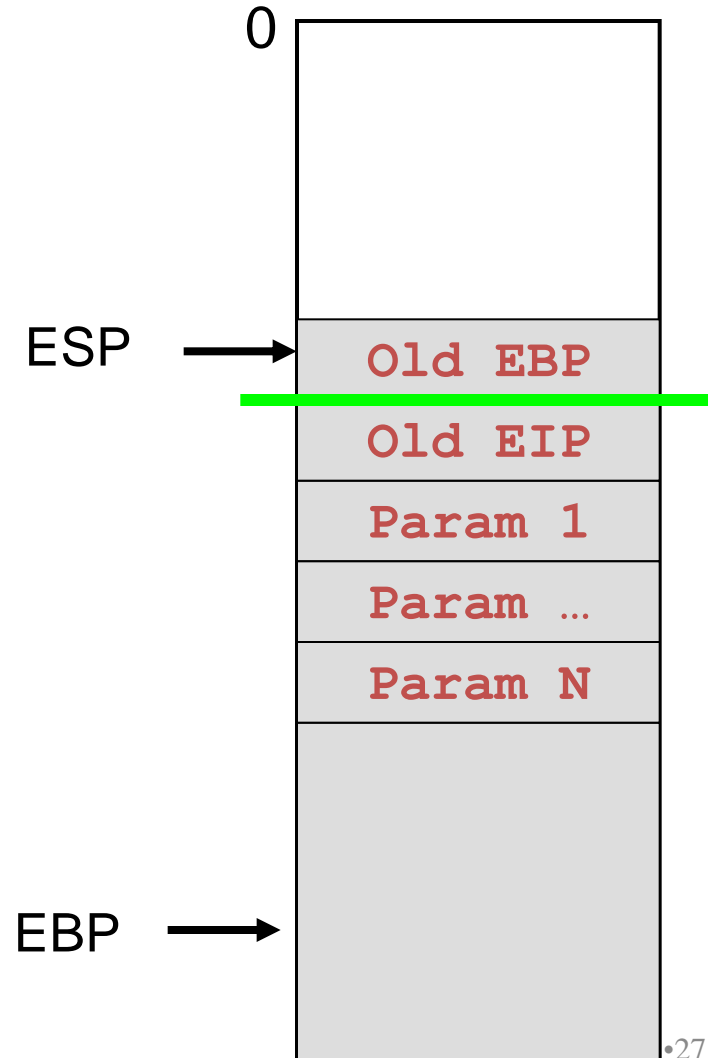 0
ESP
Old EBP
Old EIP
Param 1
Param …
Param N
EBP
•27